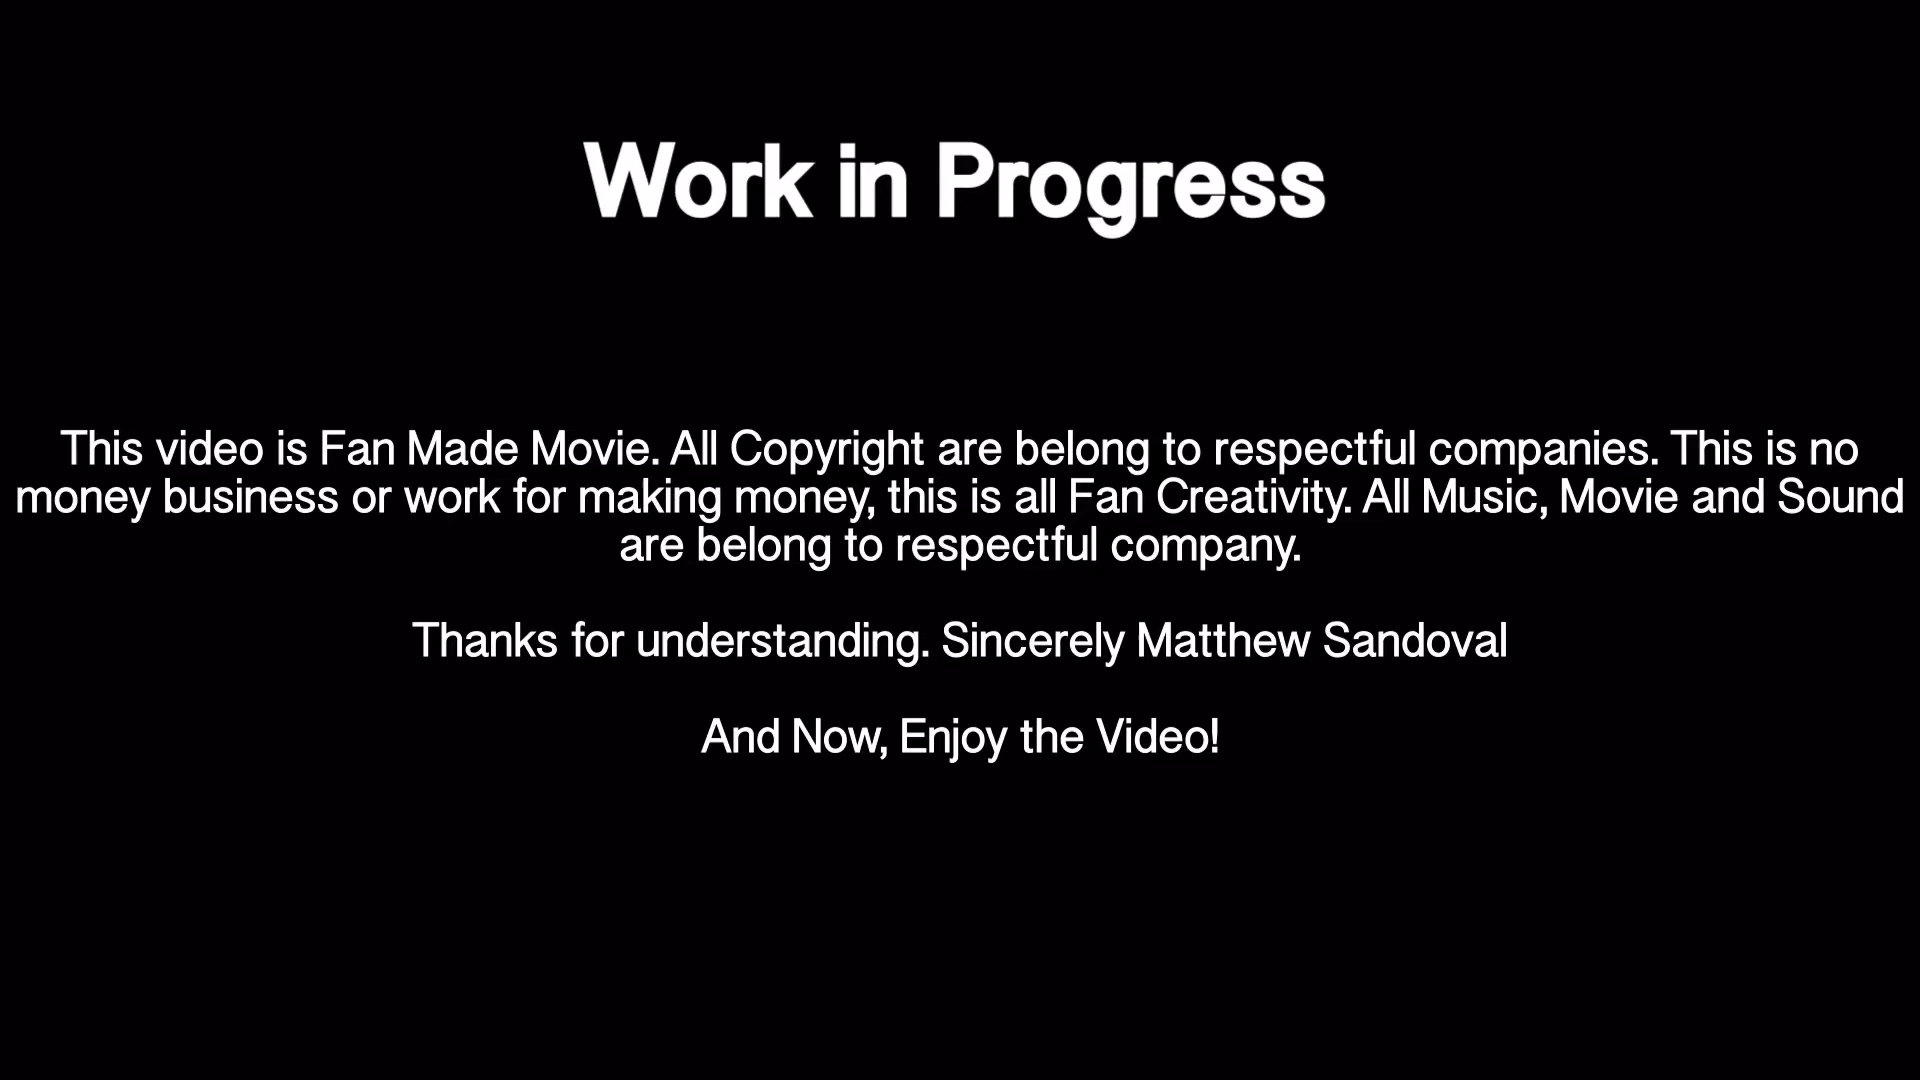 Work in Progress
This video is Fan Made Movie. All Copyright are belong to respectful companies. This is no
money business or work for making money, this is all Fan Creativity. All Music, Movie and Sound
are belong to respectful company.
Thanks for understanding. Sincerely Matthew Sandoval
And Now, Enjoy the Video!